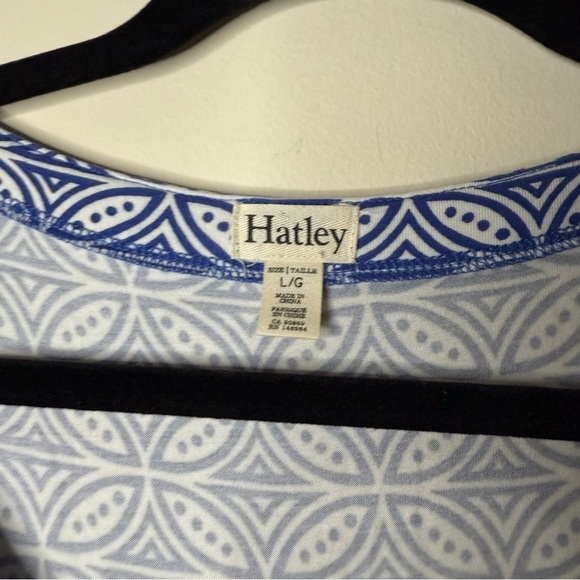 Hatley
SIZE | TAILLE
L/G
MADE IN
CHINA
FABRIQUÉ
EN CHINE